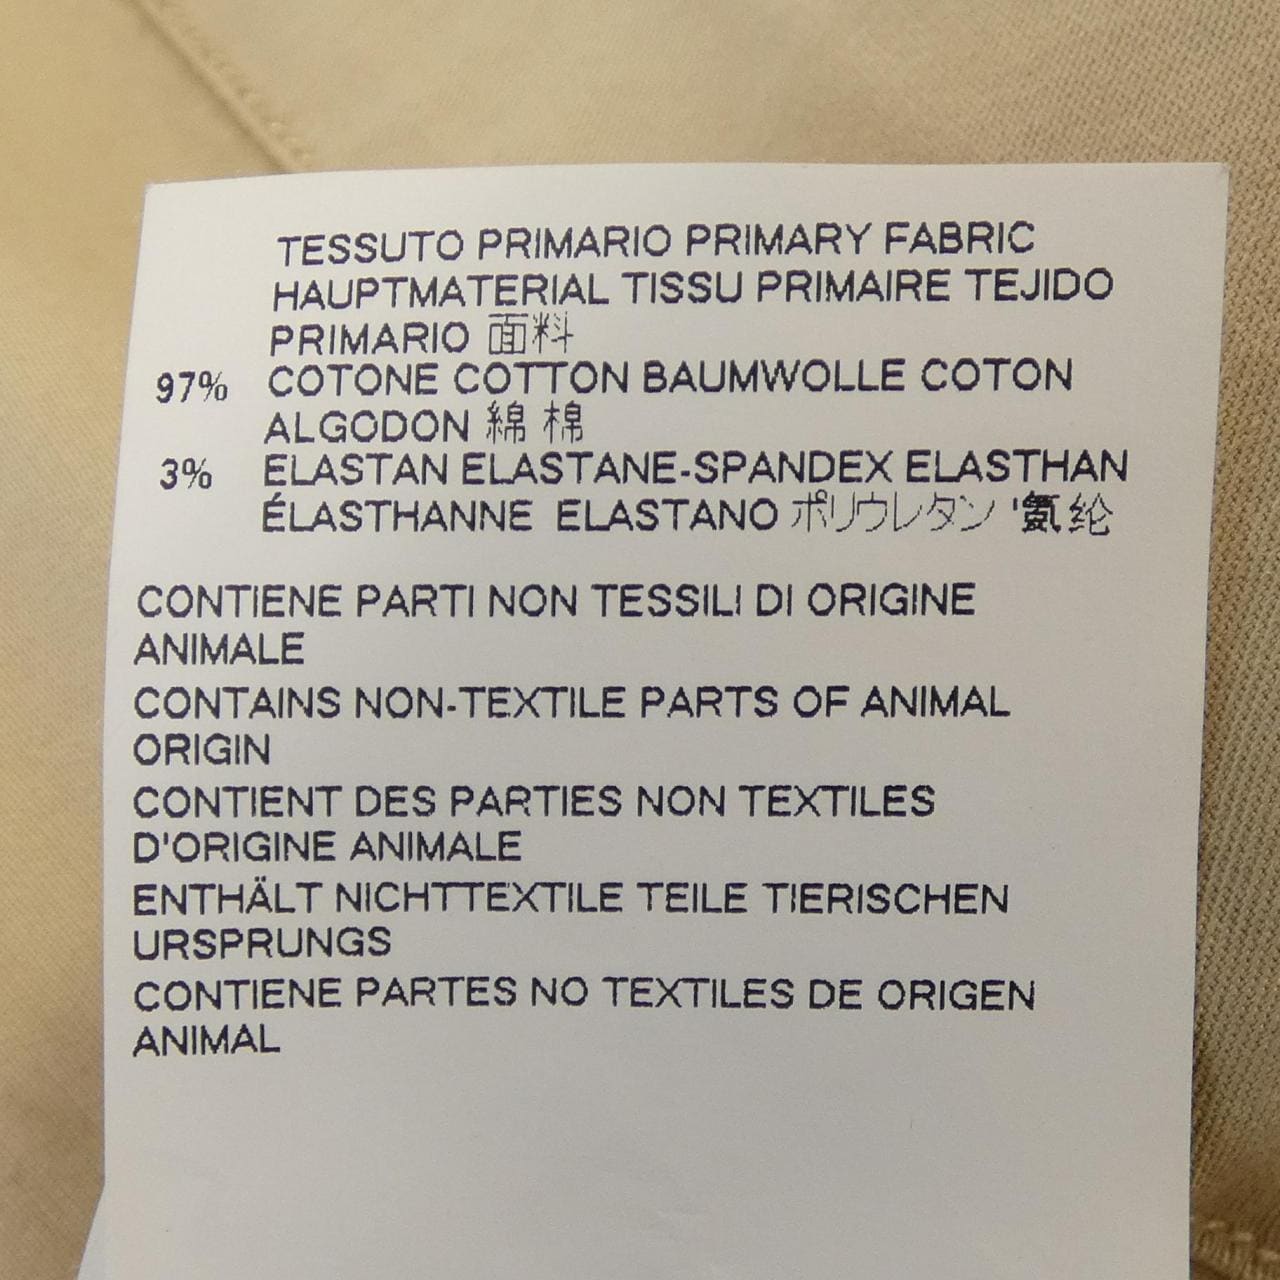 TESSUTO PRIMARIO PRIMARY FABRIC
HAUPTMATERIAL TISSU PRIMAIRE TEJIDO
PRIMARIO 面料
97% COTONE COTTON BAUMWOLLE COTON
ALGODON 綿 棉
3% ELASTAN ELASTANE-SPANDEX ELASTHAN
ÉLASTHANNE ELASTANO ポリウレタン '氨纶
CONTIENE PARTI NON TESSILI DI ORIGINE
ANIMALE
CONTAINS NON-TEXTILE PARTS OF ANIMAL
ORIGIN
CONTIENT DES PARTIES NON TEXTILES
D'ORIGINE ANIMALE
ENTHÄLT NICHTTEXTILE TEILE TIERISCHEN
URSPRUNGS
CONTIENE PARTES NO TEXTILES DE ORIGEN
ANIMAL